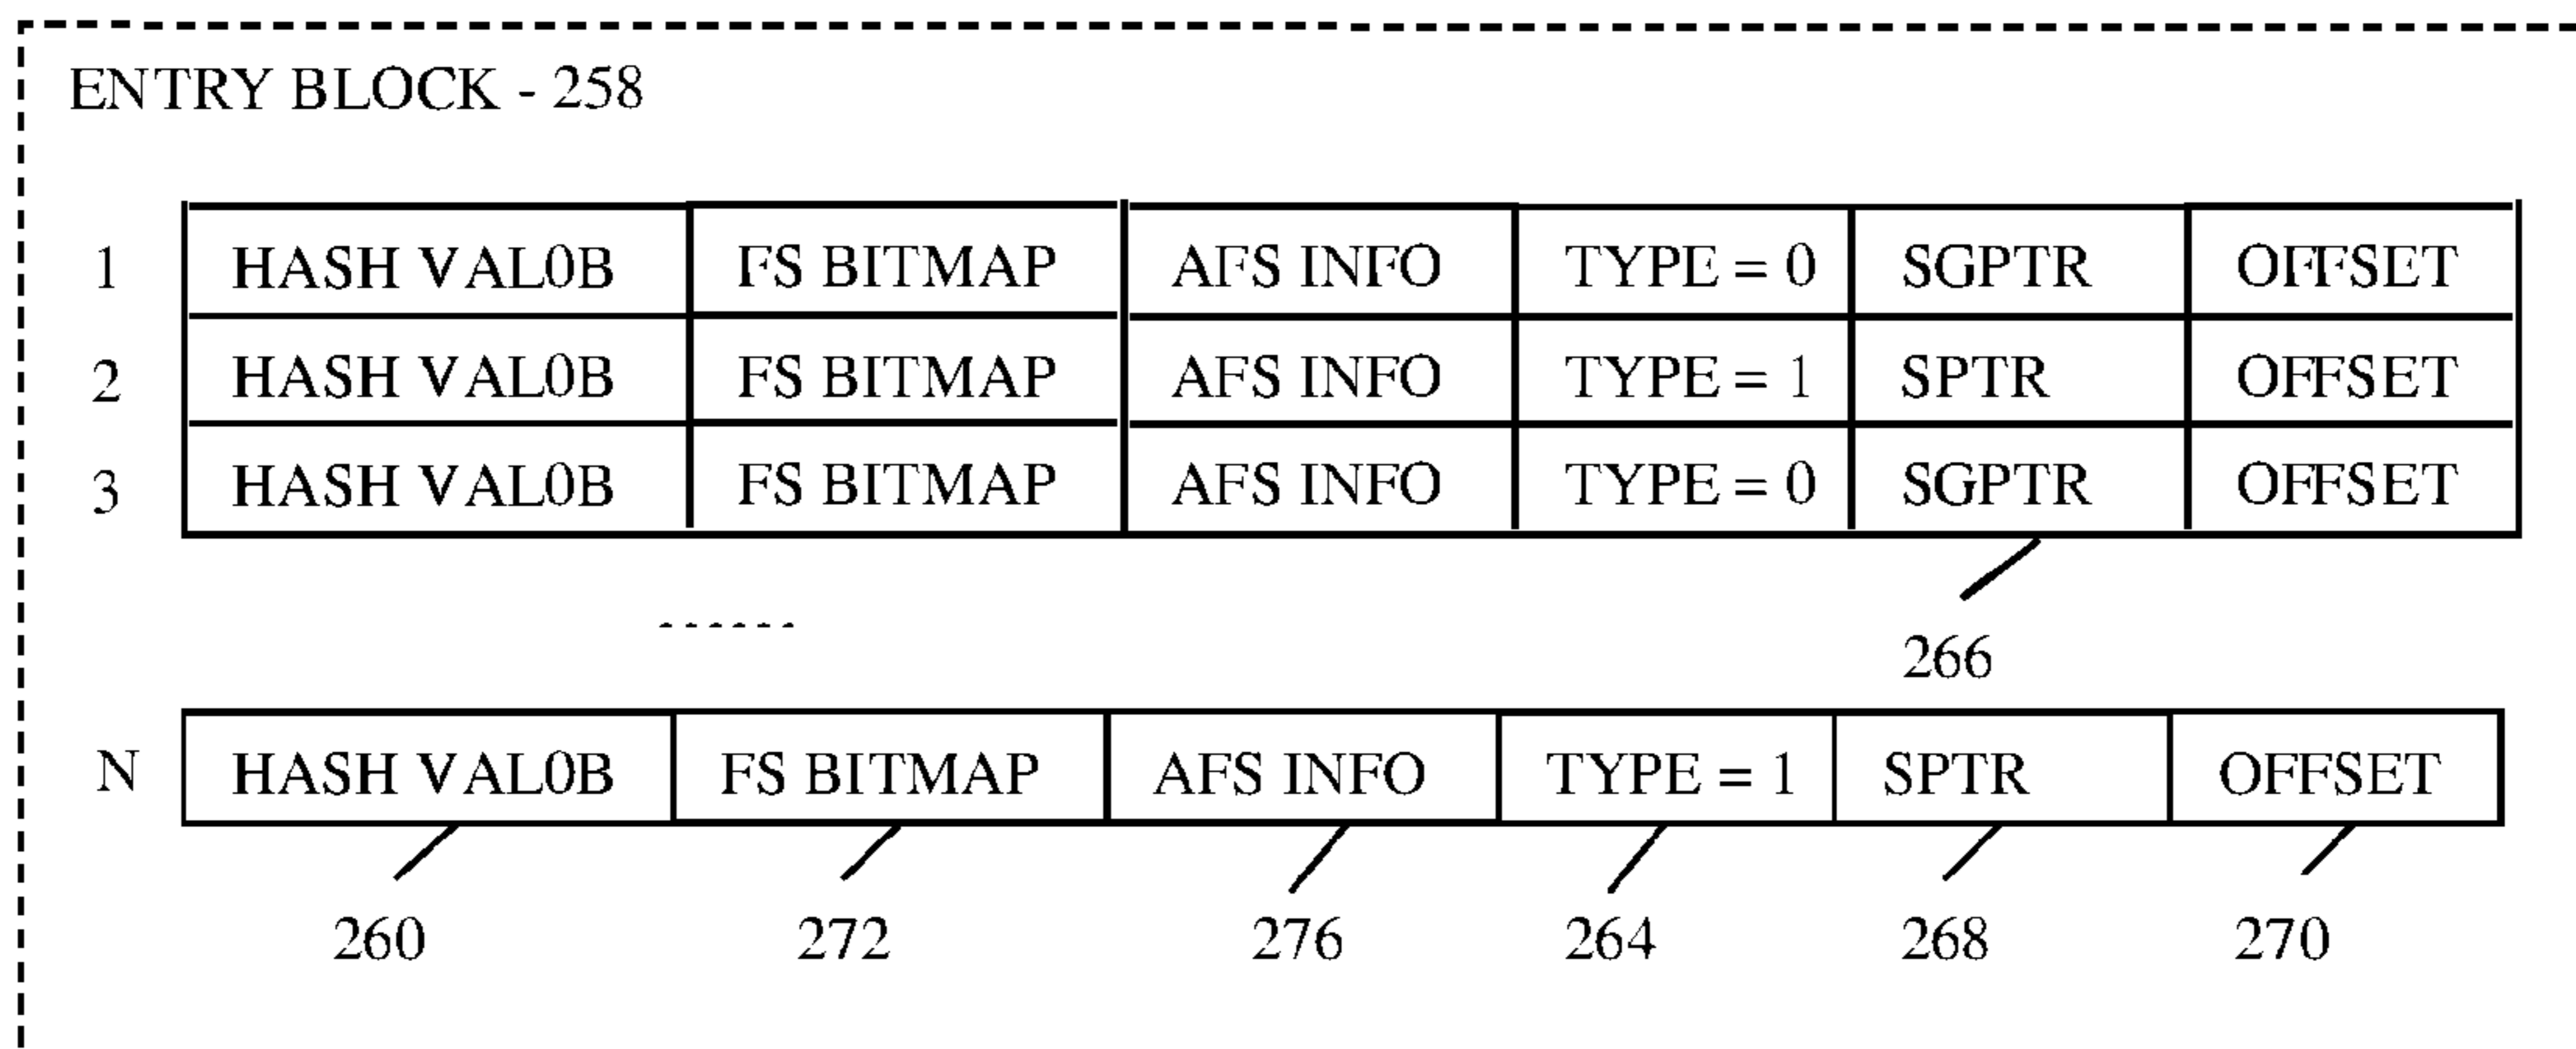 ENTRY BLOCK - 258
1 HASH VAL0B FS BITMAP AFS INFO TYPE = 0 SGPTR OFFSET
2 HASH VAL0B FS BITMAP AFS INFO TYPE = 1 SPTR OFFSET
3 HASH VAL0B FS BITMAP AFS INFO TYPE = 0 SGPTR OFFSET
......
266
N HASH VAL0B FS BITMAP AFS INFO TYPE = 1 SPTR OFFSET
260 272 276 264 268 270